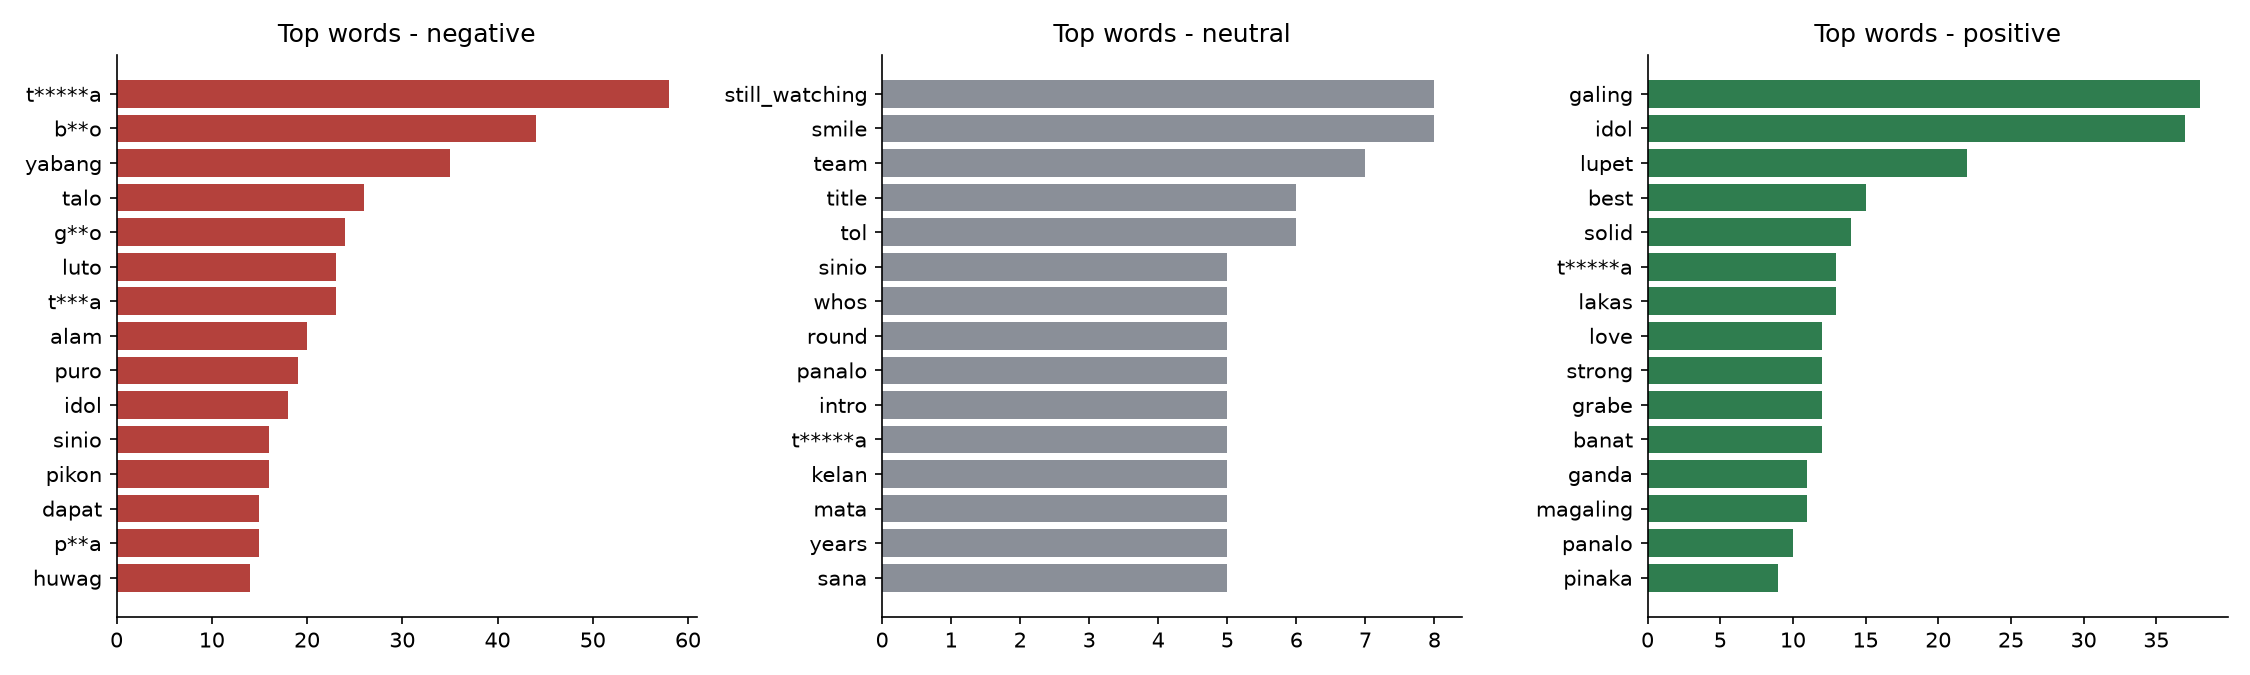 Top words - negative
t*****a
b**o
yabang
talo
g**o
luto
t***a
alam
puro
idol
sinio
pikon
dapat
p**a
huwag
0 10 20 30 40 50 60
Top words - neutral
still_watching
smile
team
title
tol
sinio
whos
round
panalo
intro
t*****a
kelan
mata
years
sana
0 1 2 3 4 5 6 7 8
Top words - positive
galing
idol
lupet
best
solid
t*****a
lakas
love
strong
grabe
banat
ganda
magaling
panalo
pinaka
0 5 10 15 20 25 30 35